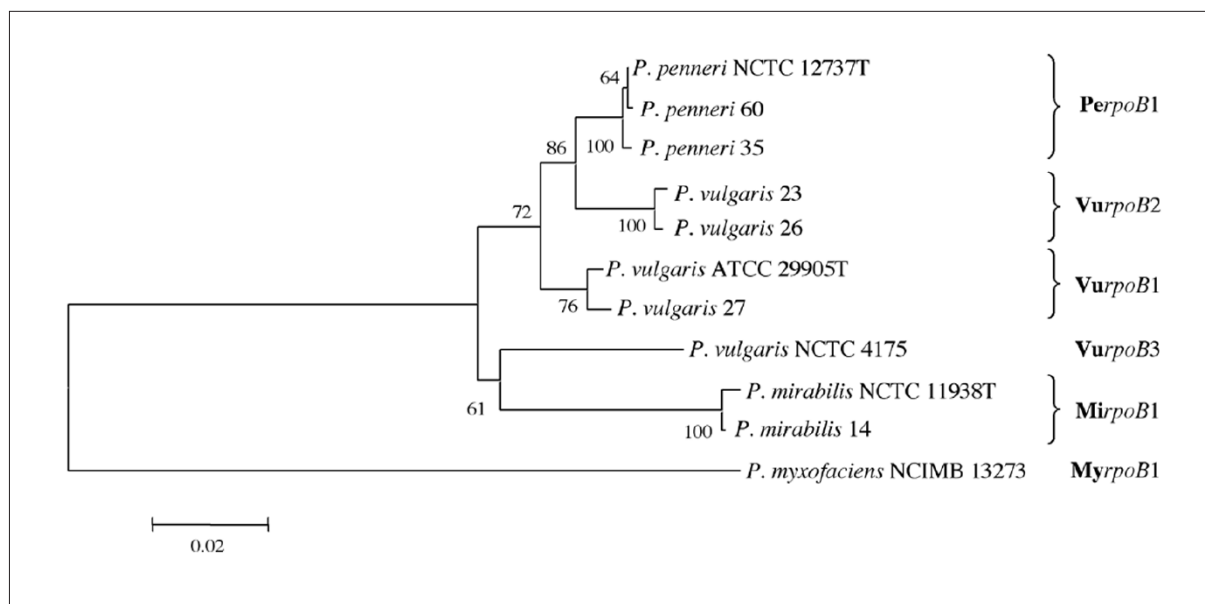 P. penneri NCTC 12737T
64
P. penneri 60
PerpoB1
100
P. penneri 35
86
P. vulgaris 23
VurpoB2
72
100
P. vulgaris 26
P. vulgaris ATCC 29905T
VurpoB1
76
P. vulgaris 27
P. vulgaris NCTC 4175
VurpoB3
P. mirabilis NCTC 11938T
61
MirpoB1
100
P. mirabilis 14
P. myxofaciens NCIMB 13273
MyrpoB1
0.02